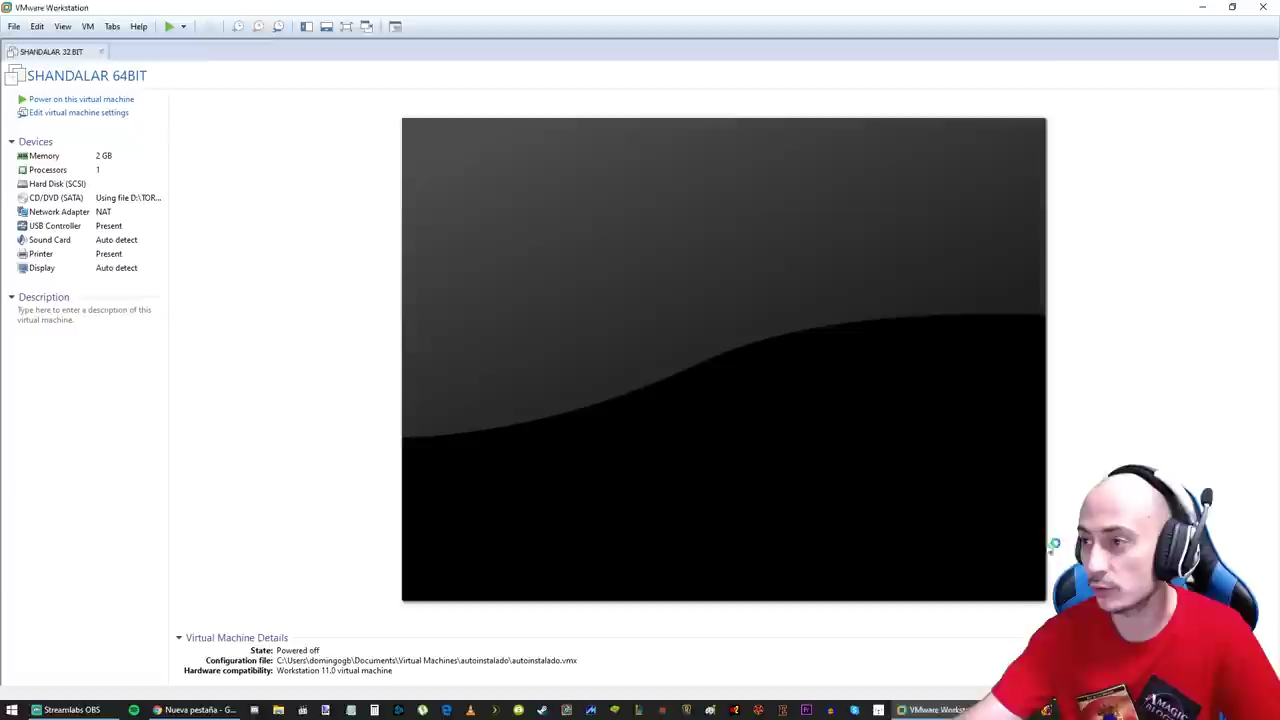 VMware Workstation
File Edit View VM Tabs Help
SHANDALAR 32 BIT
SHANDALAR 64BIT
Power on this virtual machine
Edit virtual machine settings
Devices
Memory 2 GB
Processors 1
Hard Disk (SCSI)
CD/DVD (SATA) Using file D:\TOR...
Network Adapter NAT
USB Controller Present
Sound Card Auto detect
Printer Present
Display Auto detect
Description
Type here to enter a description of this
virtual machine.
Virtual Machine Details
State: Powered off
Configuration file: C:\Users\domingogb\Documents\Virtual Machines\autoinstalado\autoinstalado.vmx
Hardware compatibility: Workstation 11.0 virtual machine
Streamlabs OBS Nueva pestaña - G... VMware Worksta